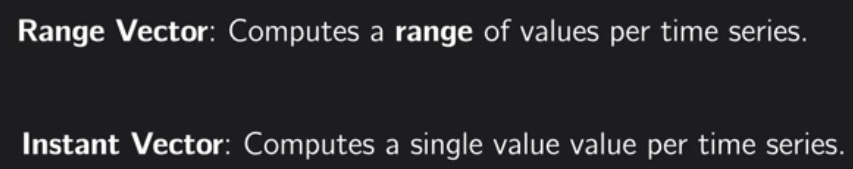 Range Vector: Computes a range of values per time series.
Instant Vector: Computes a single value value per time series.